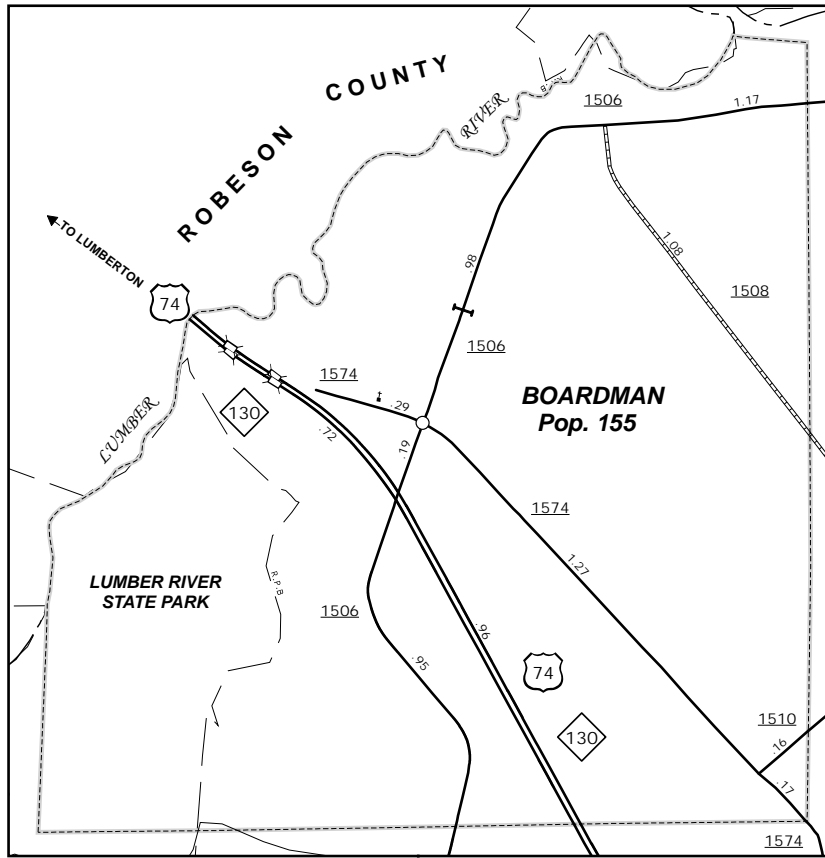 ROBESON COUNTY
RIVER
R.P.B
1506
1.17
TO LUMBERTON
74
.98
1.08
1508
1506
1574
130
LUMBER
.72
.29
.19
BOARDMAN
Pop. 155
1574
1.27
LUMBER RIVER
STATE PARK
R.P.B
1506
.96
.95
74
130
1510
.16
.17
1574